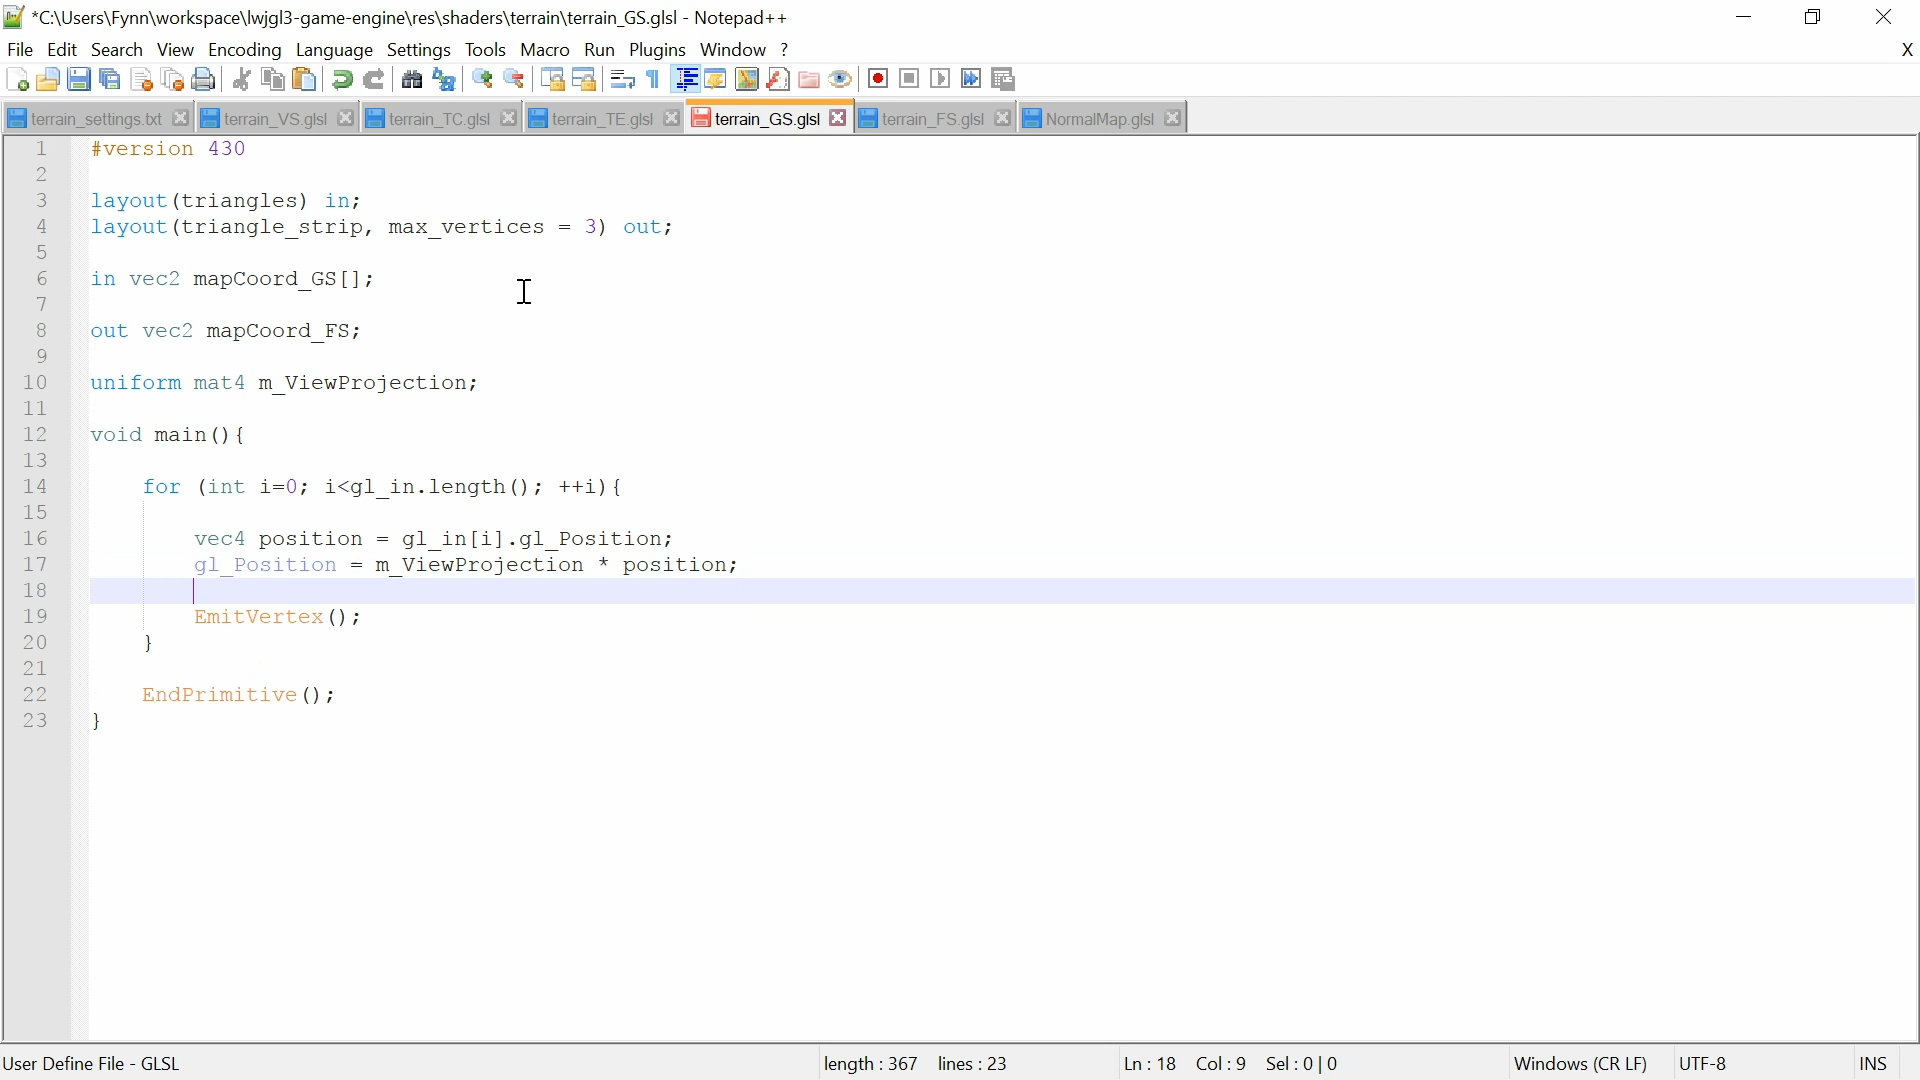 *C:\Users\Fynn\workspace\lwjgl3-game-engine\res\shaders\terrain\terrain_GS.glsl - Notepad++
File Edit Search View Encoding Language Settings Tools Macro Run Plugins Window ? X
terrain_settings.txt terrain_VS.glsl terrain_TC.glsl terrain_TE.glsl terrain_GS.glsl terrain_FS.glsl NormalMap.glsl
1 #version 430
2
3 layout(triangles) in;
4 layout(triangle_strip, max_vertices = 3) out;
5
6 in vec2 mapCoord_GS[];
7
8 out vec2 mapCoord_FS;
9
10 uniform mat4 m_ViewProjection;
11
12 void main(){
13
14 for (int i=0; i<gl_in.length(); ++i){
15
16 vec4 position = gl_in[i].gl_Position;
17 gl_Position = m_ViewProjection * position;
18
19 EmitVertex();
20 }
21
22 EndPrimitive();
23 }
User Define File - GLSL length : 367 lines : 23 Ln : 18 Col : 9 Sel : 0 | 0 Windows (CR LF) UTF-8 INS